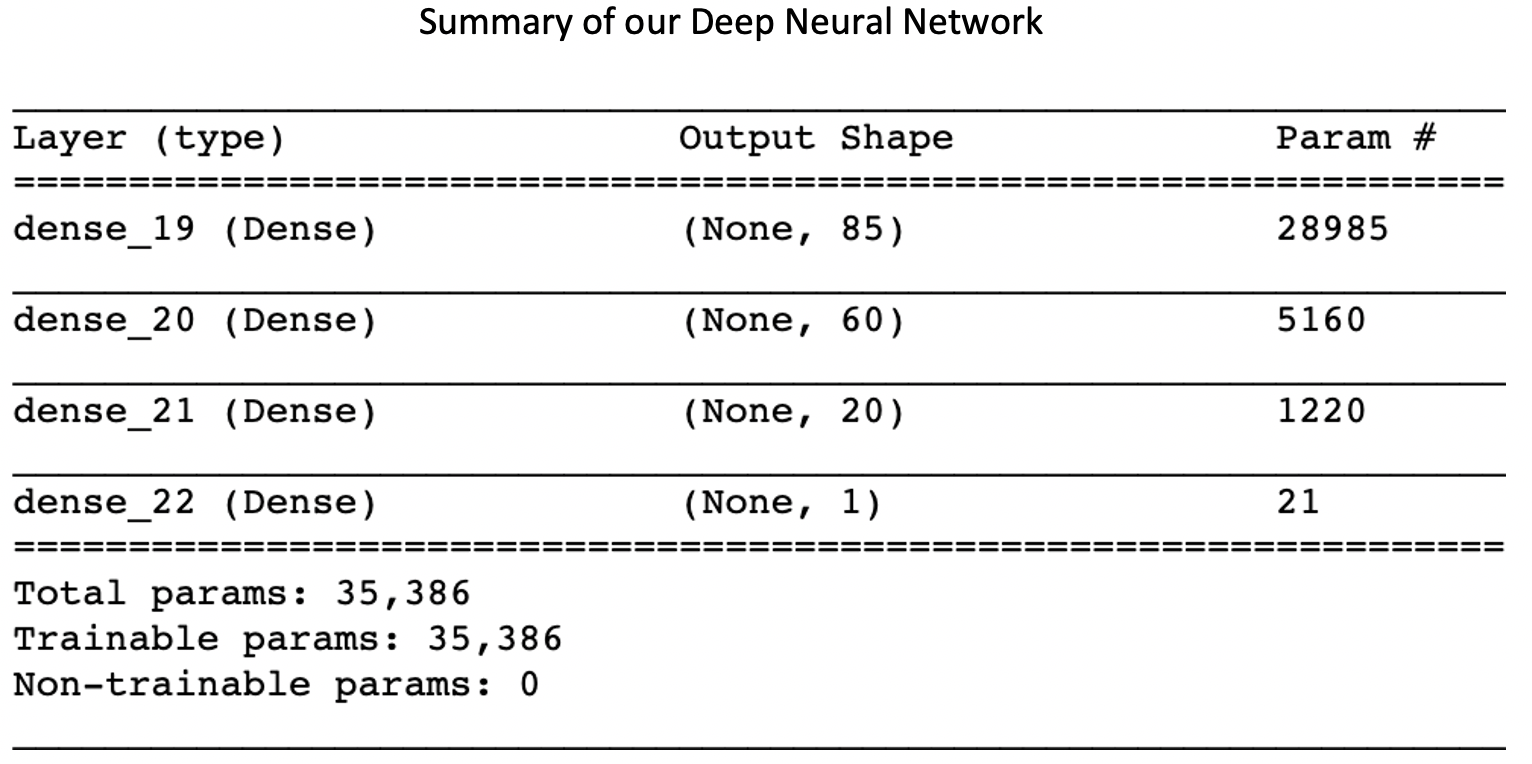 Summary of our Deep Neural Network
Layer (type) Output Shape Param #
dense_19 (Dense) (None, 85) 28985
dense_20 (Dense) (None, 60) 5160
dense_21 (Dense) (None, 20) 1220
dense_22 (Dense) (None, 1) 21
Total params: 35,386
Trainable params: 35,386
Non-trainable params: 0